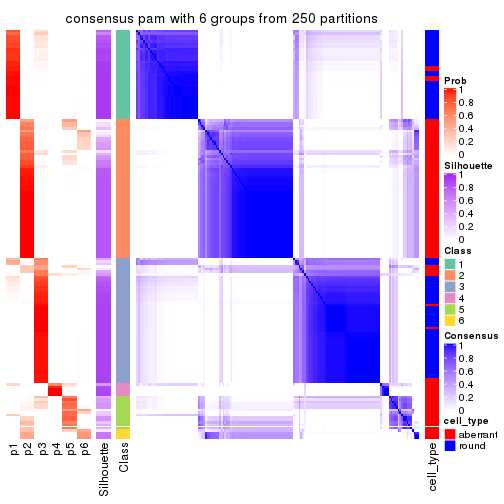 consensus pam with 6 groups from 250 partitions
Prob
1
0.8
0.6
0.4
0.2
0
Silhouette
1
0.8
0.6
0.4
0.2
0
Class
1
2
3
4
5
6
Consensus
1
0.8
0.6
0.4
0.2
0
cell_type
aberrant
round
p1
p2
p3
p4
p5
p6
Silhouette
Class
cell_type